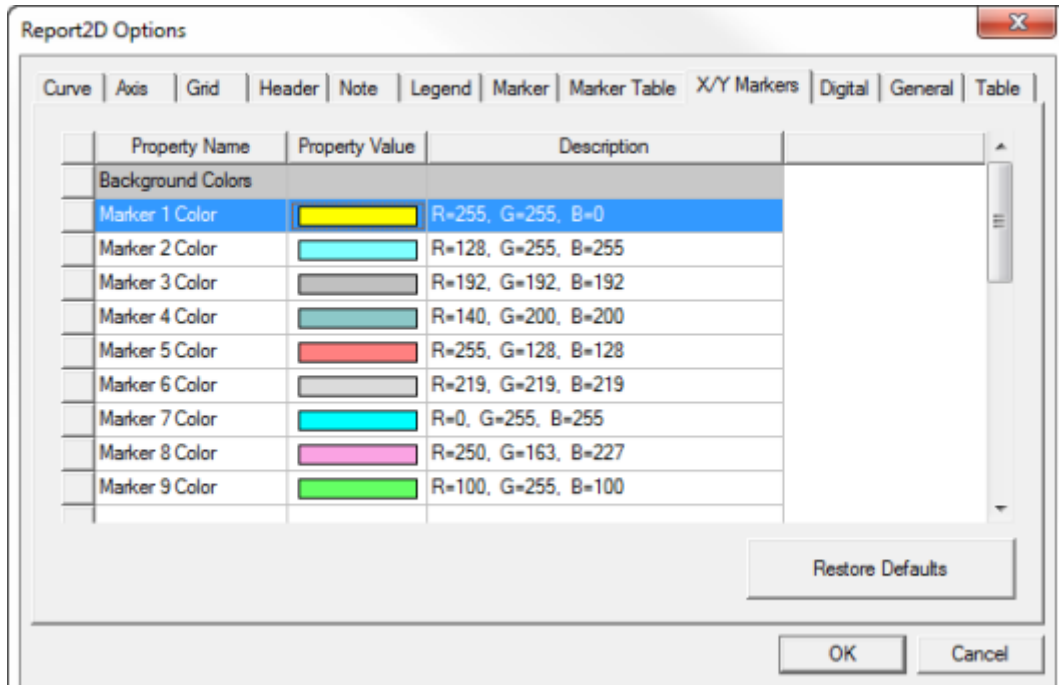 Report2D Options
Curve Axis Grid Header Note Legend Marker Marker Table X/Y Markers Digital General Table
Property Name Property Value Description
Background Colors
Marker 1 Color R=255, G=255, B=0
Marker 2 Color R=128, G=255, B=255
Marker 3 Color R=192, G=192, B=192
Marker 4 Color R=140, G=200, B=200
Marker 5 Color R=255, G=128, B=128
Marker 6 Color R=219, G=219, B=219
Marker 7 Color R=0, G=255, B=255
Marker 8 Color R=250, G=163, B=227
Marker 9 Color R=100, G=255, B=100
Restore Defaults
OK Cancel